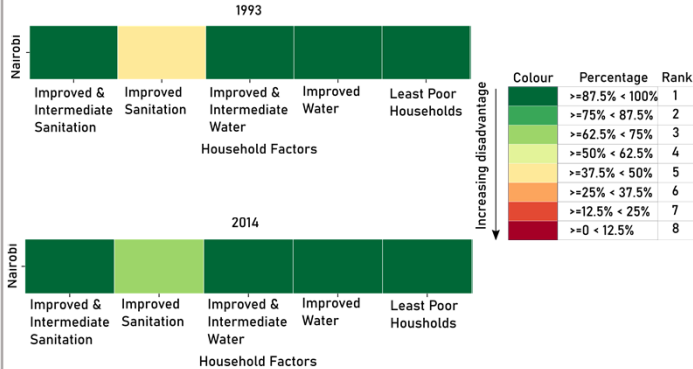 1993
Nairobi
Improved &
Intermediate
Sanitation
Improved
Sanitation
Improved &
Intermediate
Water
Improved
Water
Least Poor
Households
Household Factors
2014
Nairobi
Improved &
Intermediate
Sanitation
Improved
Sanitation
Improved &
Intermediate
Water
Improved
Water
Least Poor
Housholds
Household Factors
Increasing disadvantage
Colour Percentage Rank
>=87.5% < 100% 1
>=75% < 87.5% 2
>=62.5% < 75% 3
>=50% < 62.5% 4
>=37.5% < 50% 5
>=25% < 37.5% 6
>=12.5% < 25% 7
>=0 < 12.5% 8